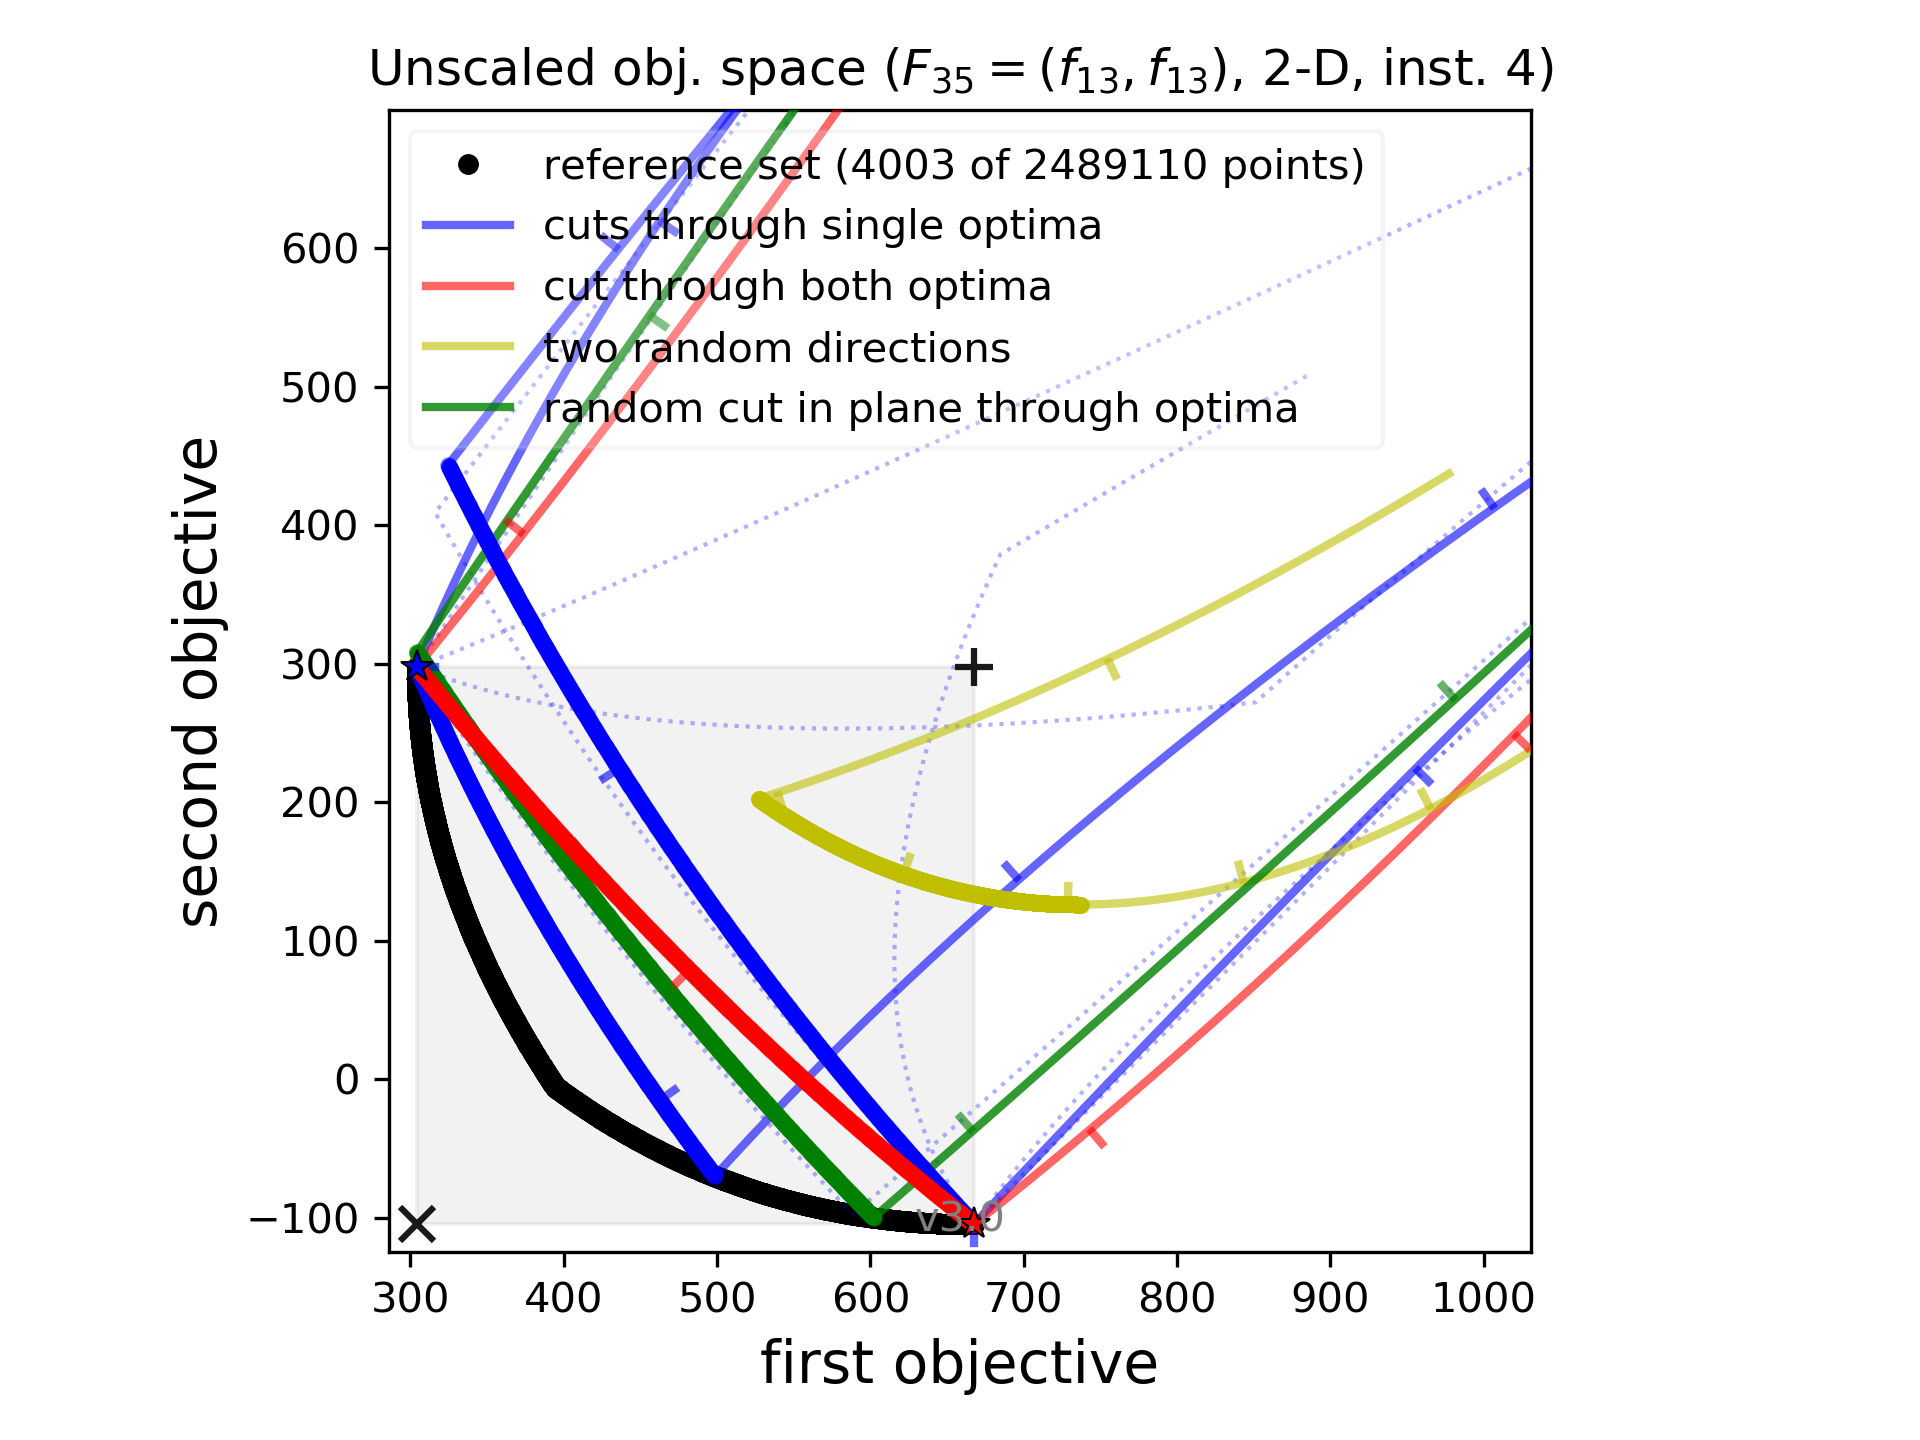 Unscaled obj. space (F35 = (f13, f13), 2-D, inst. 4)
reference set (4003 of 2489110 points)
cuts through single optima
cut through both optima
two random directions
random cut in plane through optima
600
500
400
300
200
100
0
−100
second objective
v3.0
300 400 500 600 700 800 900 1000
first objective